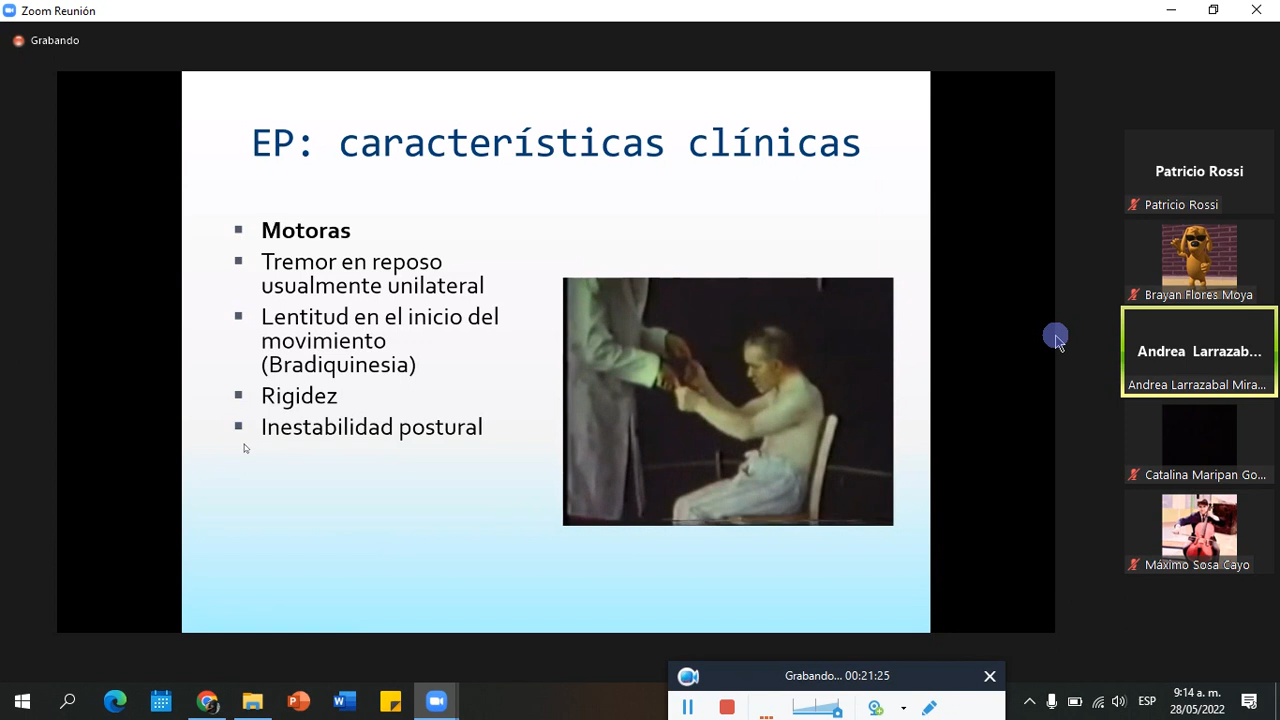 Zoom Reunión
Grabando
EP: características clínicas
Motoras
Tremor en reposo
usualmente unilateral
Lentitud en el inicio del
movimiento
(Bradiquinesia)
Rigidez
Inestabilidad postural
Patricio Rossi
Patricio Rossi
Brayan Flores Moya
Andrea Larrazab...
Andrea Larrazabal Mira...
Catalina Maripan Go...
Máximo Sosa Cayo
Grabando... 00:21:25
ESP
9:14 a. m.
28/05/2022